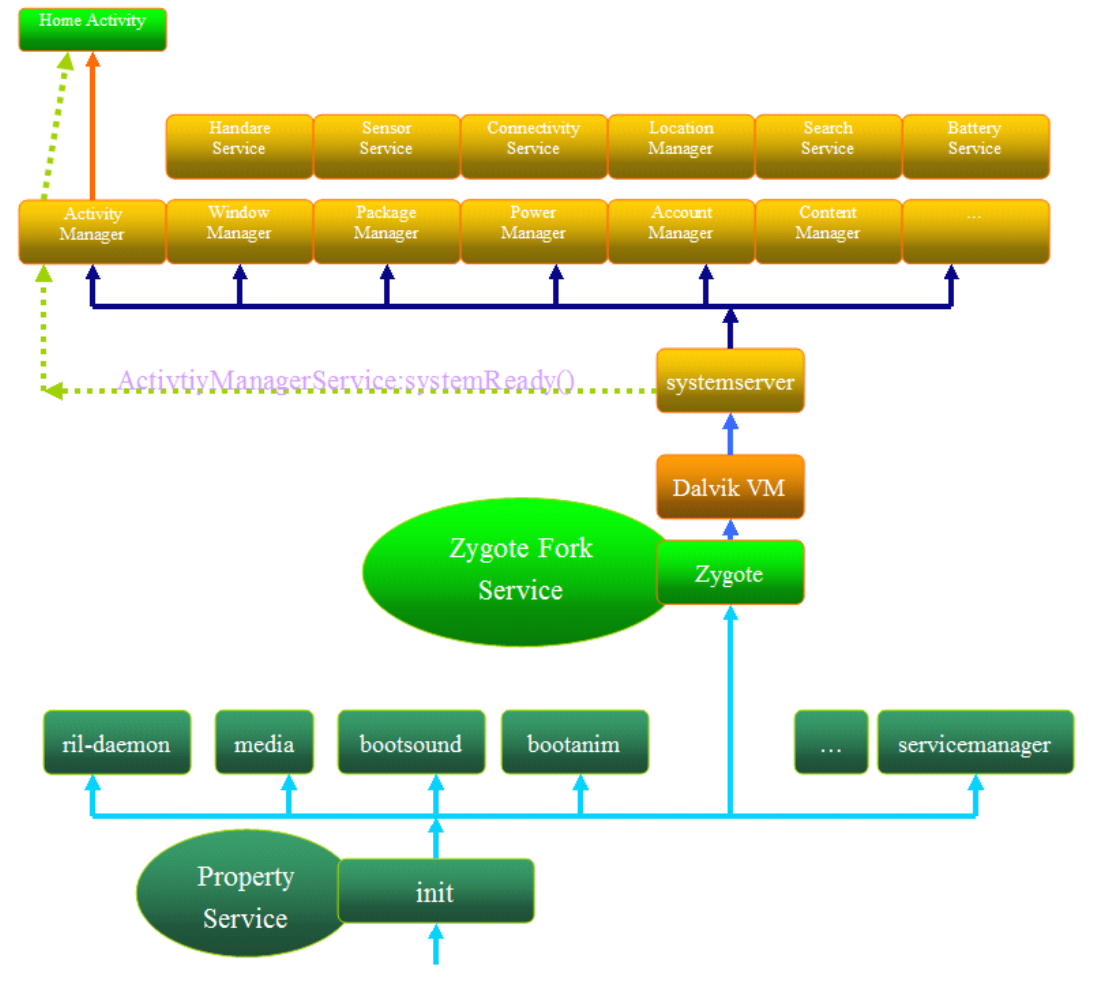 Home Activity
Handare
Service
Sensor
Service
Connectivity
Service
Location
Manager
Search
Service
Battery
Service
Activity
Manager
Window
Manager
Package
Manager
Power
Manager
Account
Manager
Content
Manager
...
ActivtiyManagerService:systemReady()
systemserver
Dalvik VM
Zygote Fork
Service
Zygote
ril-daemon
media
bootsound
bootanim
...
servicemanager
Property
Service
init